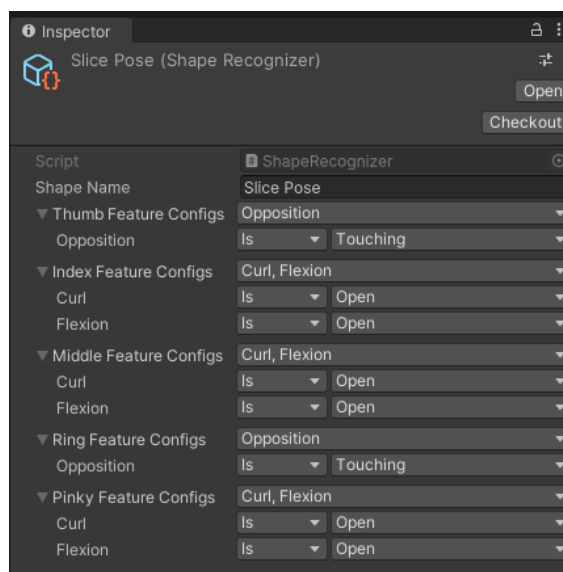 Inspector
Slice Pose (Shape Recognizer)
Open
Checkout
Script ShapeRecognizer
Shape Name Slice Pose
Thumb Feature Configs Opposition
Opposition Is Touching
Index Feature Configs Curl, Flexion
Curl Is Open
Flexion Is Open
Middle Feature Configs Curl, Flexion
Curl Is Open
Flexion Is Open
Ring Feature Configs Opposition
Opposition Is Touching
Pinky Feature Configs Curl, Flexion
Curl Is Open
Flexion Is Open